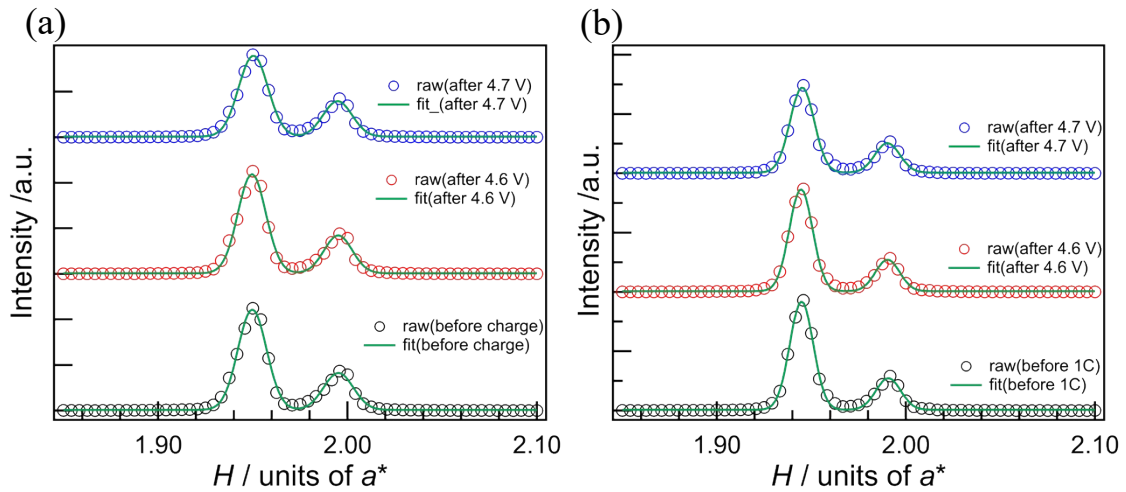 (a)
Intensity /a.u.
raw(after 4.7 V)
fit_(after 4.7 V)
raw(after 4.6 V)
fit(after 4.6 V)
raw(before charge)
fit(before charge)
1.90
2.00
2.10
H / units of a*
(b)
Intensity /a.u.
raw(after 4.7 V)
fit(after 4.7 V)
raw(after 4.6 V)
fit(after 4.6 V)
raw(before 1C)
fit(before 1C)
1.90
2.00
2.10
H / units of a*